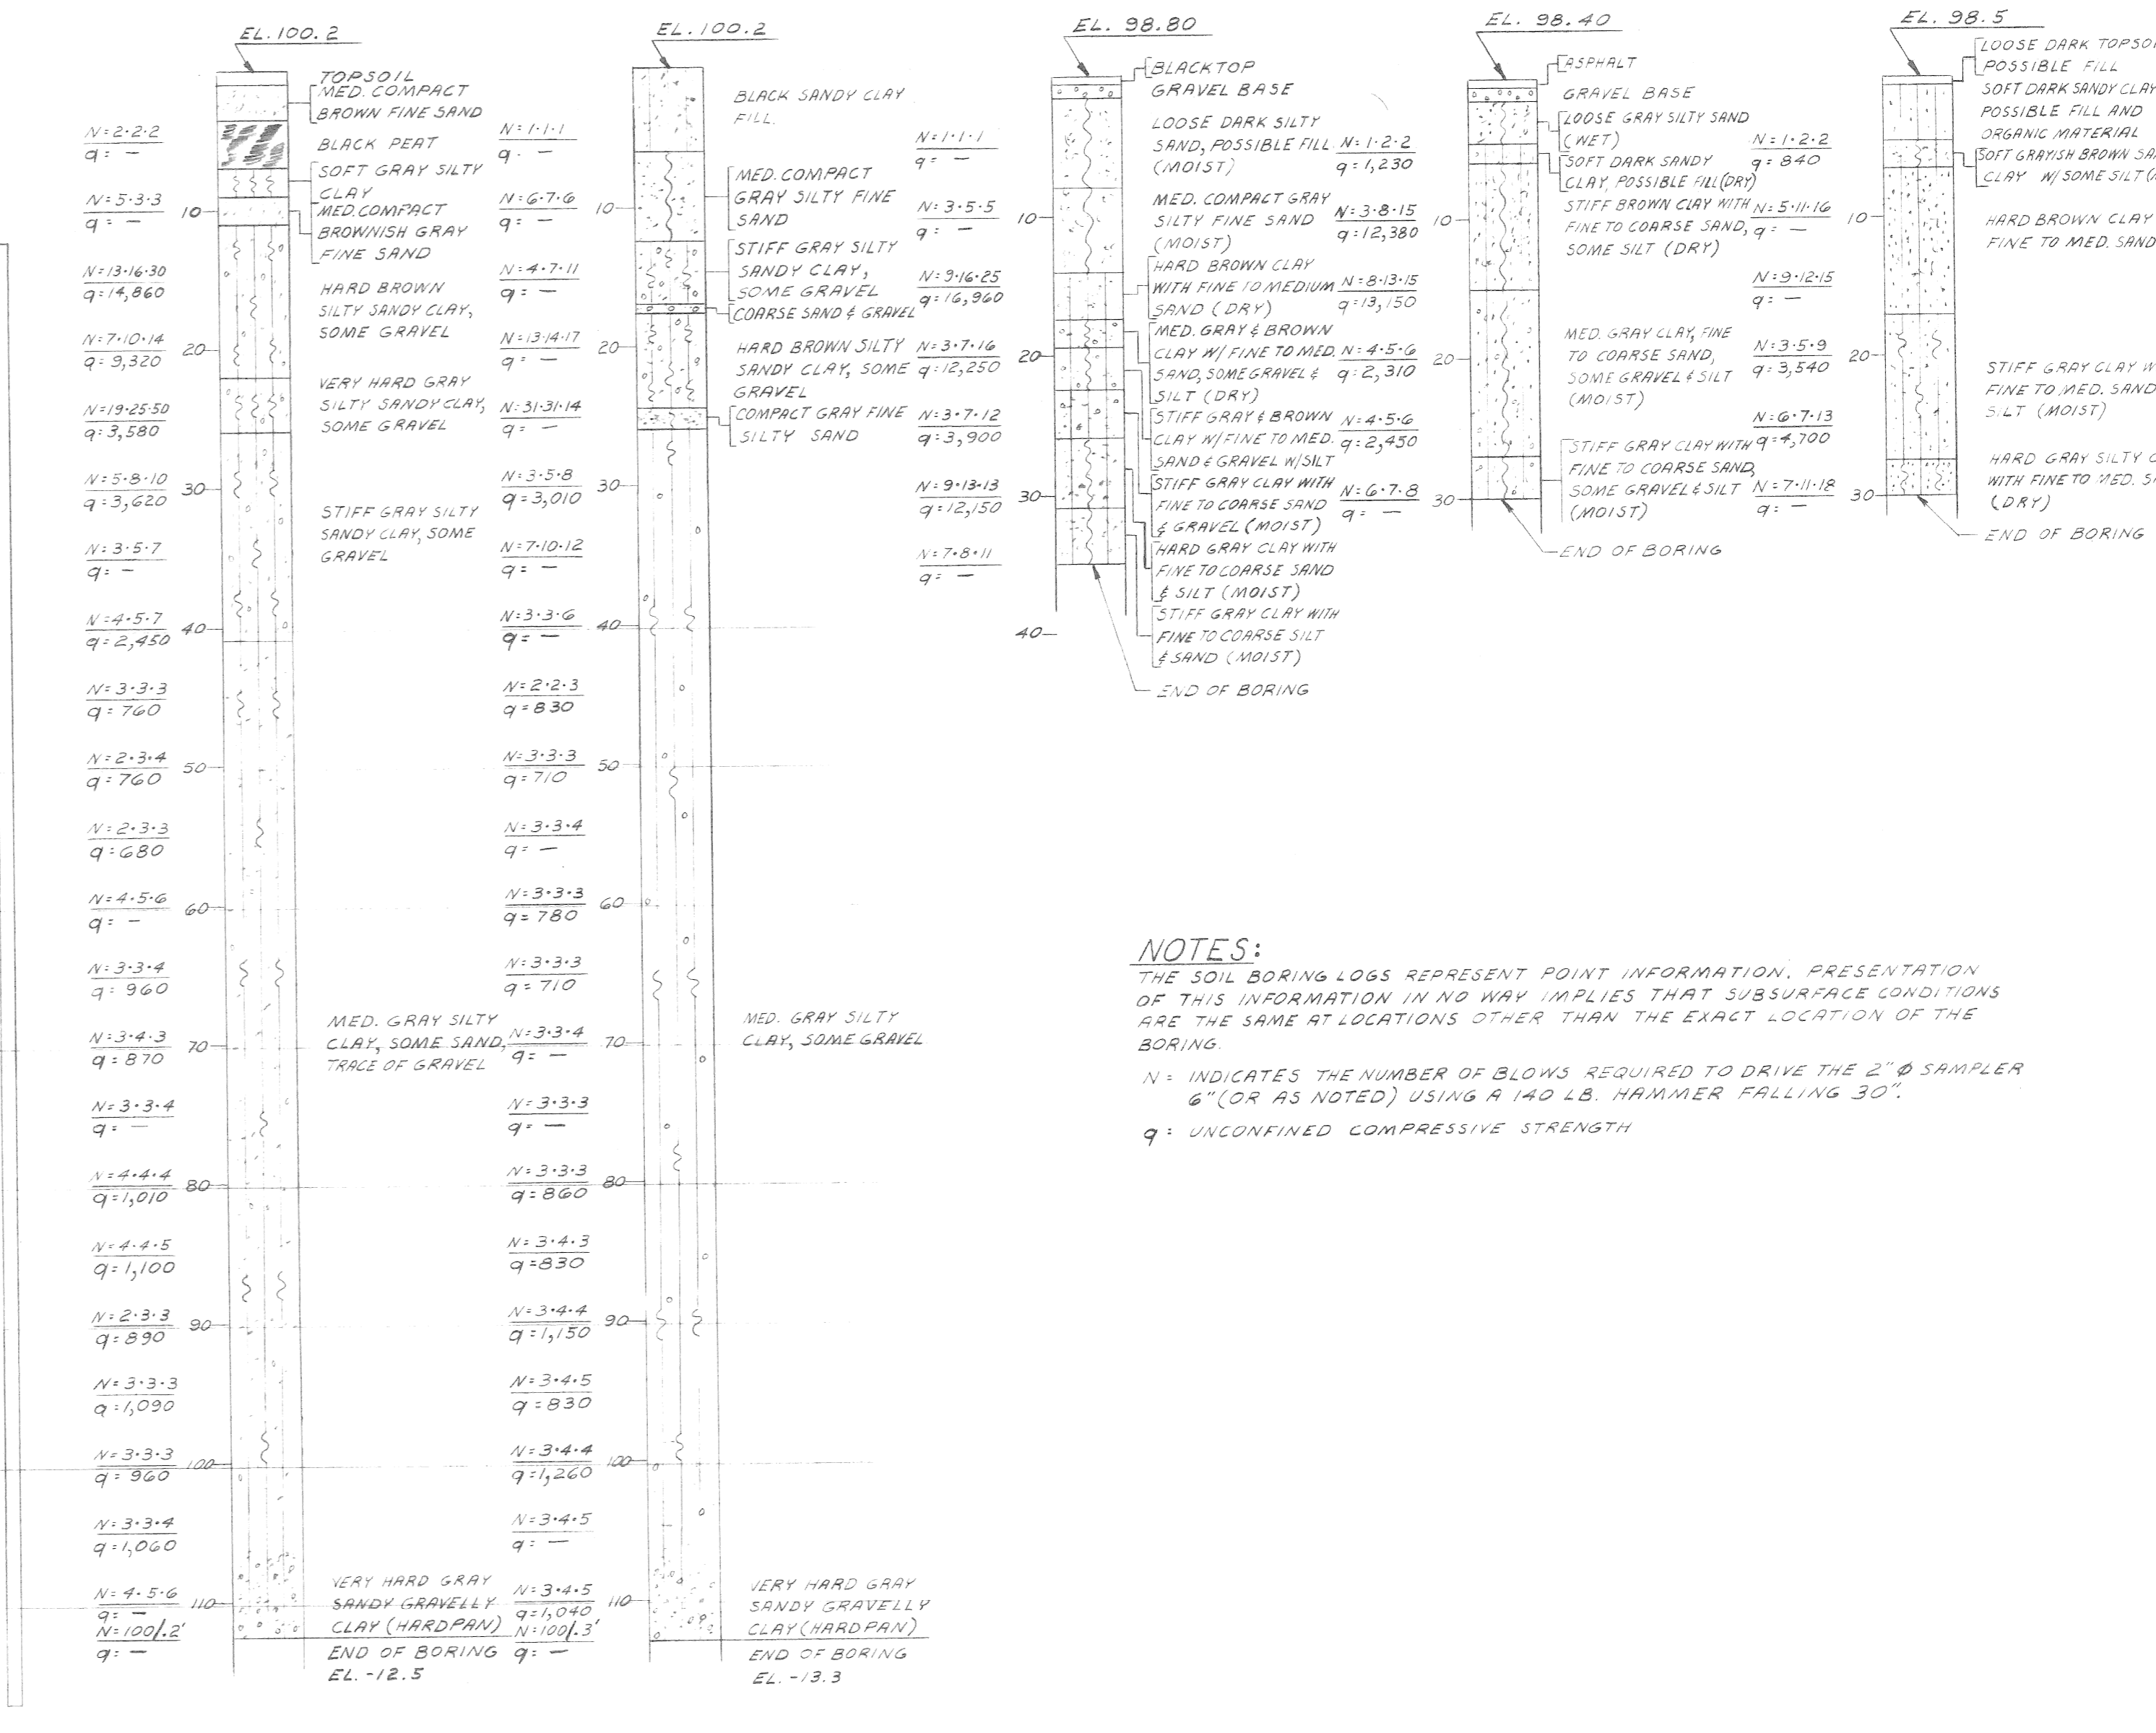 EL. 100.2
TOPSOIL
MED. COMPACT
BROWN FINE SAND
BLACK PEAT
SOFT GRAY SILTY
CLAY
MED. COMPACT
BROWNISH GRAY
FINE SAND
HARD BROWN
SILTY SANDY CLAY,
SOME GRAVEL
VERY HARD GRAY
SILTY SANDY CLAY,
SOME GRAVEL
STIFF GRAY SILTY
SANDY CLAY, SOME
GRAVEL
MED. GRAY SILTY
CLAY, SOME SAND,
TRACE OF GRAVEL
VERY HARD GRAY
SANDY GRAVELLY
CLAY (HARDPAN)
END OF BORING
EL. -12.5
N=2·2·2
q= —
N=5·3·3
q= —
10
N=13·16·30
q=14,860
N=7·10·14
q=9,320
20
N=19·25·50
q=3,580
N=5·8·10
q=3,620
30
N=3·5·7
q= —
N=4·5·7
q=2,450
40
N=3·3·3
q=760
N=2·3·4
q=760
50
N=2·3·3
q=680
N=4·5·6
q= —
60
N=3·3·4
q=960
N=3·4·3
q=870
70
N=3·3·4
q= —
N=4·4·4
q=1,010
80
N=4·4·5
q=1,100
N=2·3·3
q=890
90
N=3·3·3
q=1,090
N=3·3·3
q=960
100
N=3·3·4
q=1,060
N=4·5·6
q= —
110
N=100/.2'
q= —
EL. 100.2
BLACK SANDY CLAY
FILL.
MED. COMPACT
GRAY SILTY FINE
SAND
STIFF GRAY SILTY
SANDY CLAY,
SOME GRAVEL
COARSE SAND & GRAVEL
HARD BROWN SILTY
SANDY CLAY, SOME
GRAVEL
COMPACT GRAY FINE
SILTY SAND
MED. GRAY SILTY
CLAY, SOME GRAVEL
VERY HARD GRAY
SANDY GRAVELLY
CLAY (HARDPAN)
END OF BORING
EL. -13.3
N=1·1·1
q= —
N=6·7·6
q= —
10
N=4·7·11
q= —
N=13·14·17
q= —
20
N=31·31·14
q= —
N=3·5·8
q=3,010
30
N=7·10·12
q= —
N=3·3·6
q= —
40
N=2·2·3
q=830
N=3·3·3
q=710
50
N=3·3·4
q= —
N=3·3·3
q=780
60
N=3·3·3
q=710
N=3·3·4
q= —
70
N=3·3·3
q= —
N=3·3·3
q=860
80
N=3·4·3
q=830
N=3·4·4
q=1,150
90
N=3·4·5
q=830
N=3·4·4
q=1,260
100
N=3·4·5
q= —
N=3·4·5
q=1,040
110
N=100/.3'
q= —
EL. 98.80
BLACKTOP
GRAVEL BASE
LOOSE DARK SILTY
SAND, POSSIBLE FILL
(MOIST)
MED. COMPACT GRAY
SILTY FINE SAND
(MOIST)
HARD BROWN CLAY
WITH FINE TO MEDIUM
SAND (DRY)
MED. GRAY & BROWN
CLAY W/ FINE TO MED.
SAND, SOME GRAVEL &
SILT (DRY)
STIFF GRAY & BROWN
CLAY W/FINE TO MED.
SAND & GRAVEL W/SILT
STIFF GRAY CLAY WITH
FINE TO COARSE SAND
& GRAVEL (MOIST)
HARD GRAY CLAY WITH
FINE TO COARSE SAND
& SILT (MOIST)
STIFF GRAY CLAY WITH
FINE TO COARSE SILT
& SAND (MOIST)
END OF BORING
N=1·1·1
q= —
N=3·5·5
q= —
10
N=9·16·25
q=16,960
N=3·7·16
q=12,250
20
N=3·7·12
q=3,900
N=9·13·13
q=12,150
30
N=7·8·11
q= —
40
EL. 98.40
ASPHALT
GRAVEL BASE
LOOSE GRAY SILTY SAND
(WET)
SOFT DARK SANDY
CLAY, POSSIBLE FILL (DRY)
STIFF BROWN CLAY WITH
FINE TO COARSE SAND,
SOME SILT (DRY)
MED. GRAY CLAY, FINE
TO COARSE SAND,
SOME GRAVEL & SILT
(MOIST)
STIFF GRAY CLAY WITH
FINE TO COARSE SAND,
SOME GRAVEL & SILT
(MOIST)
END OF BORING
N=1·2·2
q=1,230
N=3·8·15
q=12,380
10
N=8·13·15
q=13,150
N=4·5·6
q=2,310
20
N=4·5·6
q=2,450
N=6·7·8
q= —
30
EL. 98.5
LOOSE DARK TOPSOI
POSSIBLE FILL
SOFT DARK SANDY CLAY
POSSIBLE FILL AND
ORGANIC MATERIAL
SOFT GRAYISH BROWN SA
CLAY W/ SOME SILT (
HARD BROWN CLAY
FINE TO MED. SAND
STIFF GRAY CLAY W
FINE TO MED. SAND
SILT (MOIST)
HARD GRAY SILTY C
WITH FINE TO MED. S
(DRY)
END OF BORING
N=1·2·2
q=840
N=5·11·16
q= —
10
N=9·12·15
q= —
N=3·5·9
q=3,540
20
N=6·7·13
q=4,700
N=7·11·18
q= —
30
NOTES:
THE SOIL BORING LOGS REPRESENT POINT INFORMATION. PRESENTATION
OF THIS INFORMATION IN NO WAY IMPLIES THAT SUBSURFACE CONDITIONS
ARE THE SAME AT LOCATIONS OTHER THAN THE EXACT LOCATION OF THE
BORING.
N = INDICATES THE NUMBER OF BLOWS REQUIRED TO DRIVE THE 2" Ø SAMPLER
6" (OR AS NOTED) USING A 140 LB. HAMMER FALLING 30".
q = UNCONFINED COMPRESSIVE STRENGTH